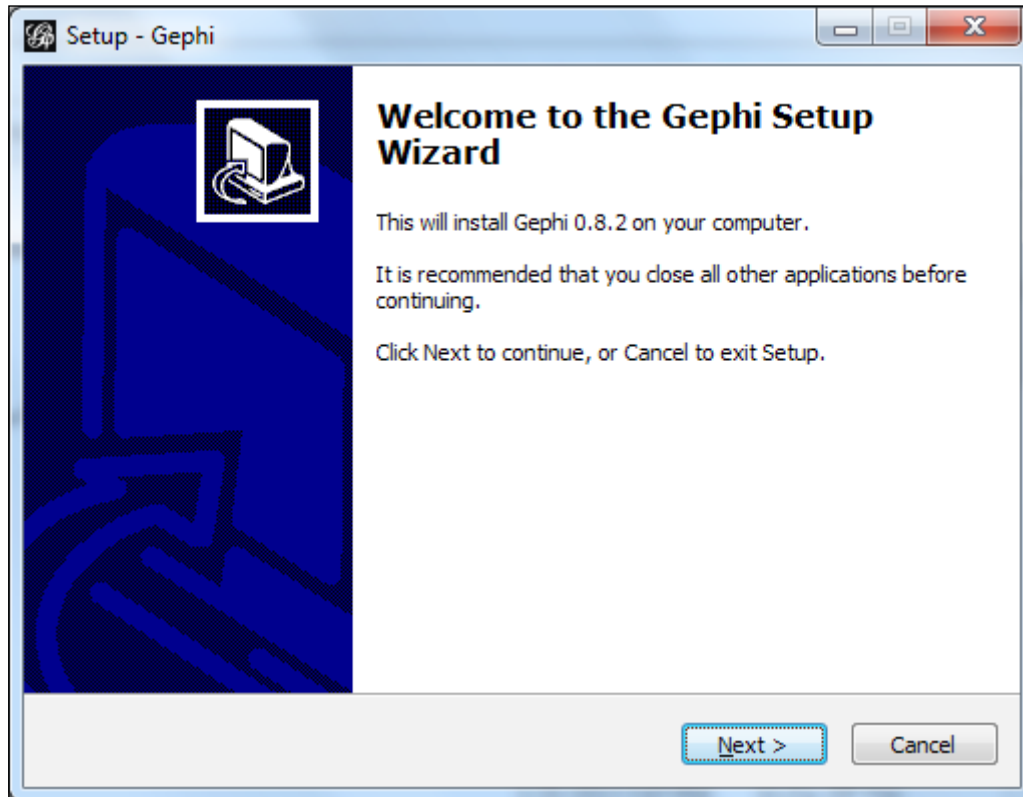 Setup - Gephi
Welcome to the Gephi Setup
Wizard
This will install Gephi 0.8.2 on your computer.
It is recommended that you close all other applications before
continuing.
Click Next to continue, or Cancel to exit Setup.
Next >
Cancel